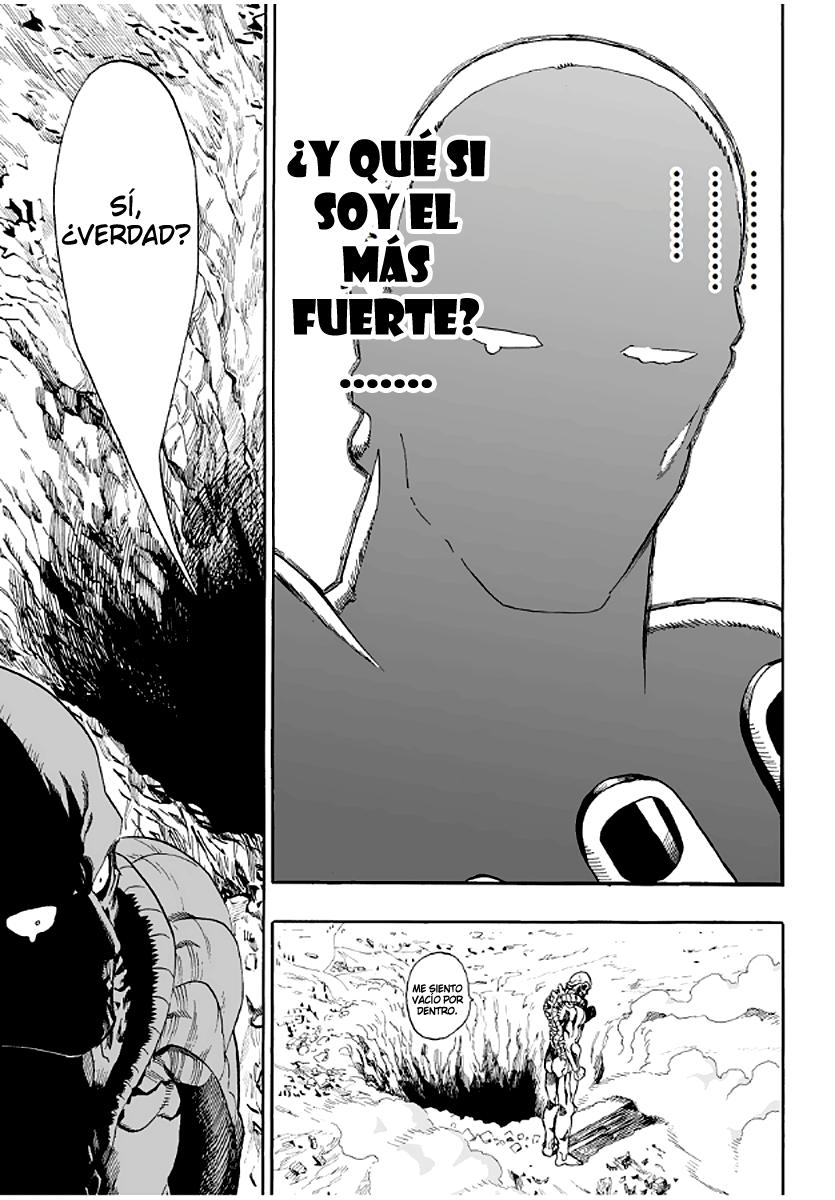 ¿Y QUÉ SI
SOY EL
MÁS
FUERTE?
.......
SÍ,
¿VERDAD?
ME SIENTO
VACÍO POR
DENTRO.